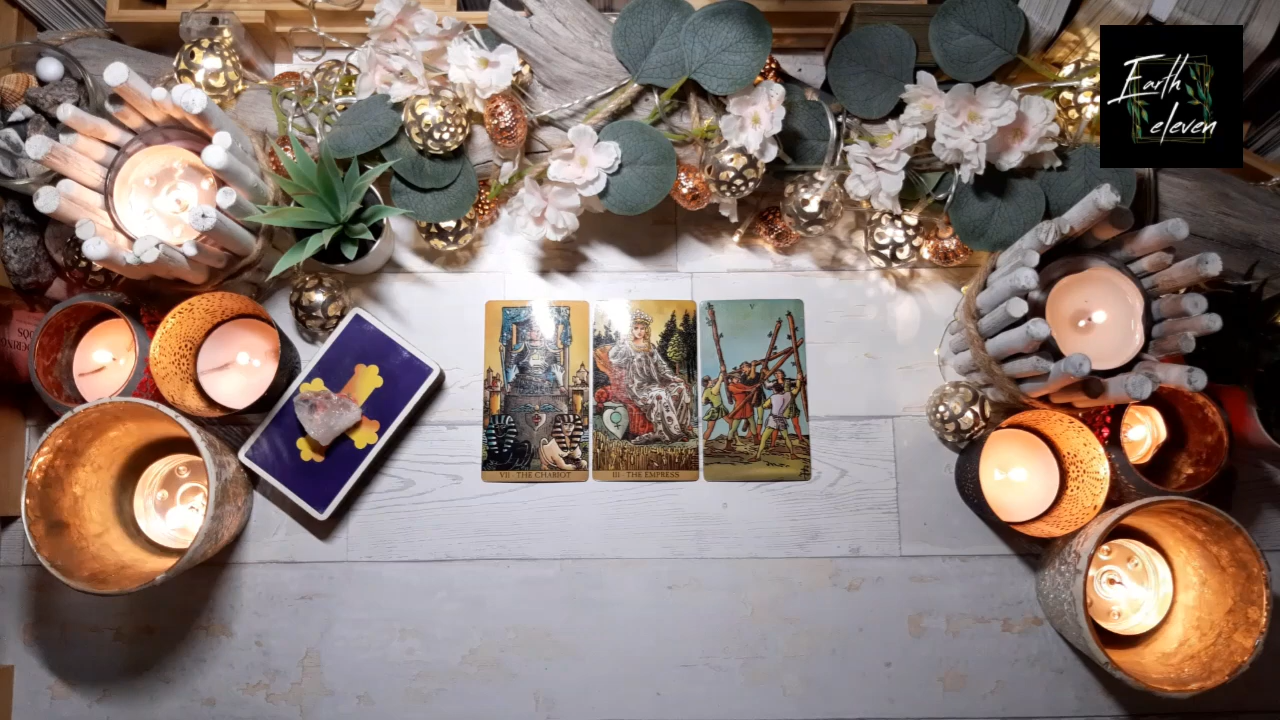 Earth
eleven
VII · THE CHARIOT
III THE EMPRESS
V